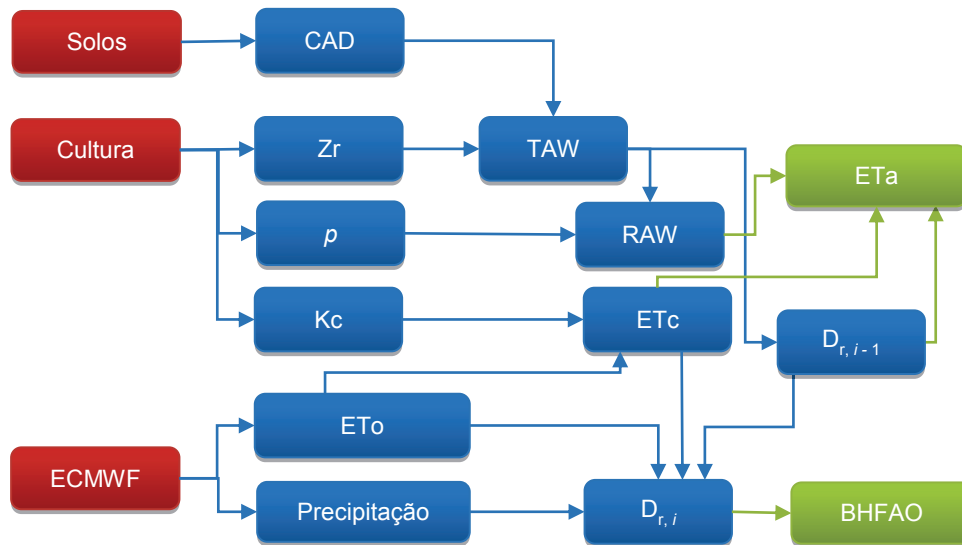 Solos
CAD
Cultura
Zr
TAW
ETa
p
RAW
Kc
ETc
Dr, i - 1
ETo
ECMWF
Precipitação
Dr, i
BHFAO